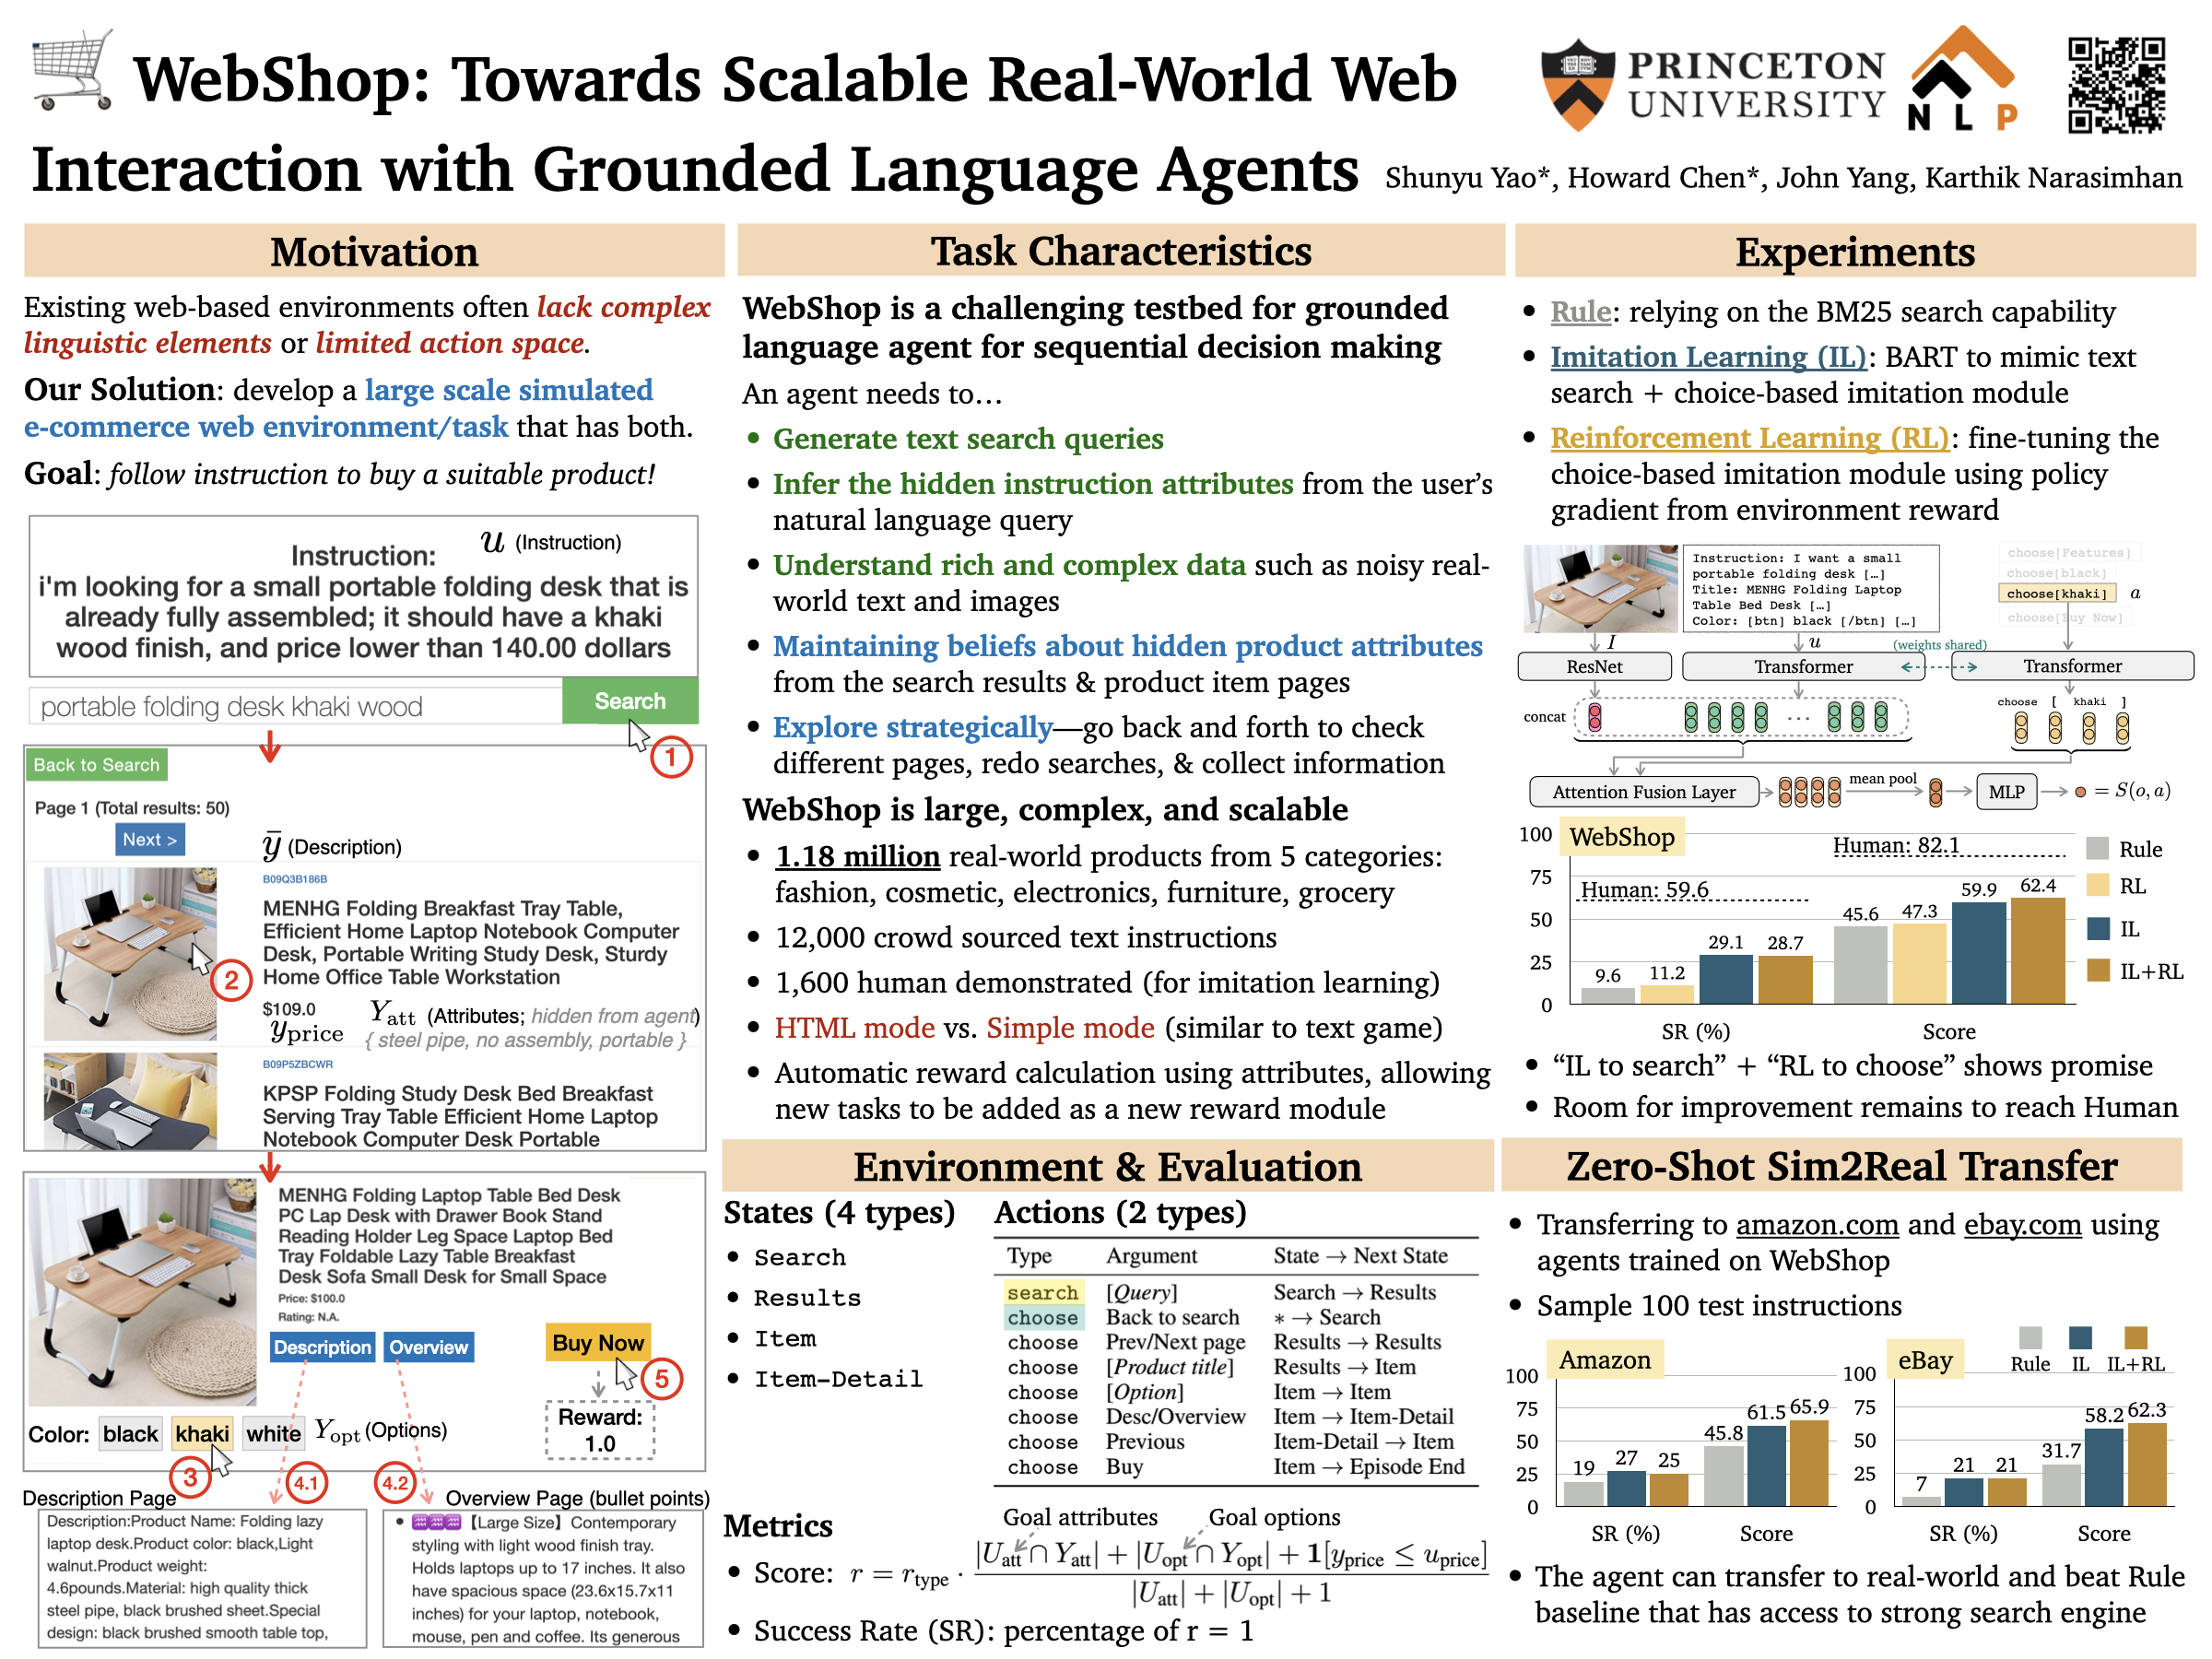 WebShop: Towards Scalable Real-World Web
Interaction with Grounded Language Agents
PRINCETON
UNIVERSITY
N L P
Shunyu Yao*, Howard Chen*, John Yang, Karthik Narasimhan
Motivation
Existing web-based environments often lack complex
linguistic elements or limited action space.
Our Solution: develop a large scale simulated
e-commerce web environment/task that has both.
Goal: follow instruction to buy a suitable product!
u (Instruction)
Instruction:
i'm looking for a small portable folding desk that is
already fully assembled; it should have a khaki
wood finish, and price lower than 140.00 dollars
portable folding desk khaki wood
Search
1
Back to Search
Page 1 (Total results: 50)
Next >
ȳ (Description)
B09Q3B186B
MENHG Folding Breakfast Tray Table,
Efficient Home Laptop Notebook Computer
Desk, Portable Writing Study Desk, Sturdy
Home Office Table Workstation
2
$109.0
y_price
Y_att (Attributes; hidden from agent)
{ steel pipe, no assembly, portable }
B09P5ZBCWR
KPSP Folding Study Desk Bed Breakfast
Serving Tray Table Efficient Home Laptop
Notebook Computer Desk Portable
MENHG Folding Laptop Table Bed Desk
PC Lap Desk with Drawer Book Stand
Reading Holder Leg Space Laptop Bed
Tray Foldable Lazy Table Breakfast
Desk Sofa Small Desk for Small Space
Price: $100.0
Rating: N.A.
Description
Overview
Buy Now
5
Reward:
1.0
Color: black khaki white Y_opt (Options)
3
4.1
4.2
Description Page
Overview Page (bullet points)
Description:Product Name: Folding lazy
laptop desk.Product color: black,Light
walnut.Product weight:
4.6pounds.Material: high quality thick
steel pipe, black brushed sheet.Special
design: black brushed smooth table top,
• ♒♒♒【Large Size】Contemporary
styling with light wood finish tray.
Holds laptops up to 17 inches. It also
have spacious space (23.6x15.7x11
inches) for your laptop, notebook,
mouse, pen and coffee. Its generous
Task Characteristics
WebShop is a challenging testbed for grounded
language agent for sequential decision making
An agent needs to…
• Generate text search queries
• Infer the hidden instruction attributes from the user's
natural language query
• Understand rich and complex data such as noisy real-
world text and images
• Maintaining beliefs about hidden product attributes
from the search results & product item pages
• Explore strategically—go back and forth to check
different pages, redo searches, & collect information
WebShop is large, complex, and scalable
• 1.18 million real-world products from 5 categories:
fashion, cosmetic, electronics, furniture, grocery
• 12,000 crowd sourced text instructions
• 1,600 human demonstrated (for imitation learning)
• HTML mode vs. Simple mode (similar to text game)
• Automatic reward calculation using attributes, allowing
new tasks to be added as a new reward module
Environment & Evaluation
States (4 types)
• Search
• Results
• Item
• Item-Detail
Actions (2 types)
Type Argument State → Next State
search [Query] Search → Results
choose Back to search * → Search
choose Prev/Next page Results → Results
choose [Product title] Results → Item
choose [Option] Item → Item
choose Desc/Overview Item → Item-Detail
choose Previous Item-Detail → Item
choose Buy Item → Episode End
Metrics
Goal attributes Goal options
• Score: r = r_type · (|U_att ∩ Y_att| + |U_opt ∩ Y_opt| + 1[y_price ≤ u_price]) / (|U_att| + |U_opt| + 1)
• Success Rate (SR): percentage of r = 1
Experiments
• Rule: relying on the BM25 search capability
• Imitation Learning (IL): BART to mimic text
search + choice-based imitation module
• Reinforcement Learning (RL): fine-tuning the
choice-based imitation module using policy
gradient from environment reward
Instruction: I want a small
portable folding desk […]
Title: MENHG Folding Laptop
Table Bed Desk […]
Color: [btn] black [/btn] […]
choose[Features]
choose[black]
choose[khaki] a
choose[Buy Now]
I
u
(weights shared)
ResNet
Transformer
Transformer
concat
...
choose [ khaki ]
Attention Fusion Layer
mean pool
MLP
= S(o, a)
WebShop
100
75
50
25
0
Human: 59.6
Human: 82.1
9.6 11.2 29.1 28.7
45.6 47.3 59.9 62.4
SR (%) Score
Rule
RL
IL
IL+RL
• “IL to search” + “RL to choose” shows promise
• Room for improvement remains to reach Human
Zero-Shot Sim2Real Transfer
• Transferring to amazon.com and ebay.com using
agents trained on WebShop
• Sample 100 test instructions
Amazon
100
75
50
25
0
19 27 25
45.8 61.5 65.9
SR (%) Score
eBay
Rule IL IL+RL
100
75
50
25
0
7 21 21
31.7 58.2 62.3
SR (%) Score
• The agent can transfer to real-world and beat Rule
baseline that has access to strong search engine